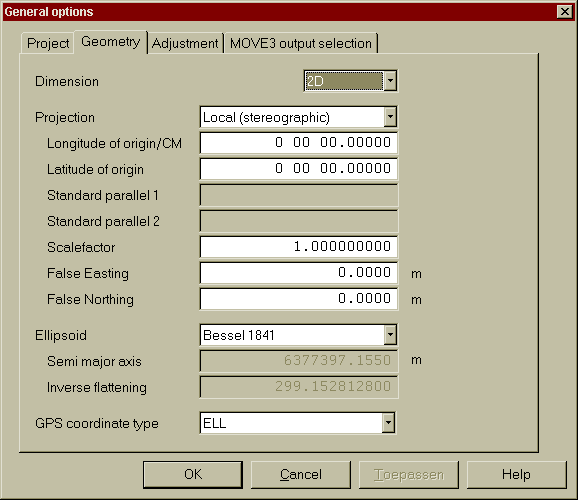 General options
Project Geometry Adjustment MOVE3 output selection
Dimension 2D
Projection Local (stereographic)
Longitude of origin/CM 0 00 00.00000
Latitude of origin 0 00 00.00000
Standard parallel 1
Standard parallel 2
Scalefactor 1.000000000
False Easting 0.0000 m
False Northing 0.0000 m
Ellipsoid Bessel 1841
Semi major axis 6377397.1550 m
Inverse flattening 299.152812800
GPS coordinate type ELL
OK Cancel Toepassen Help